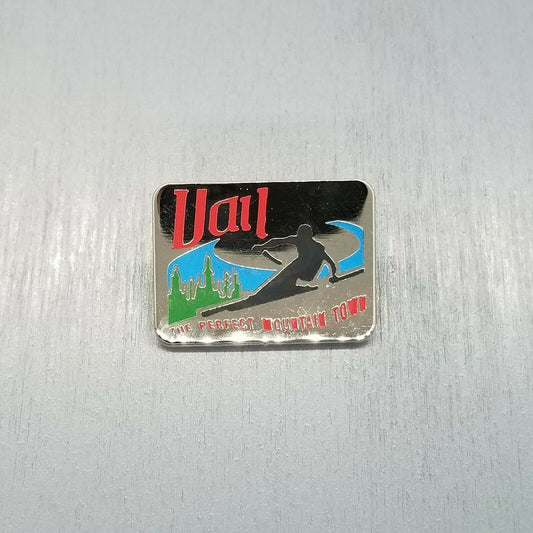 Vail
THE PERFECT MOUNTAIN TOWN